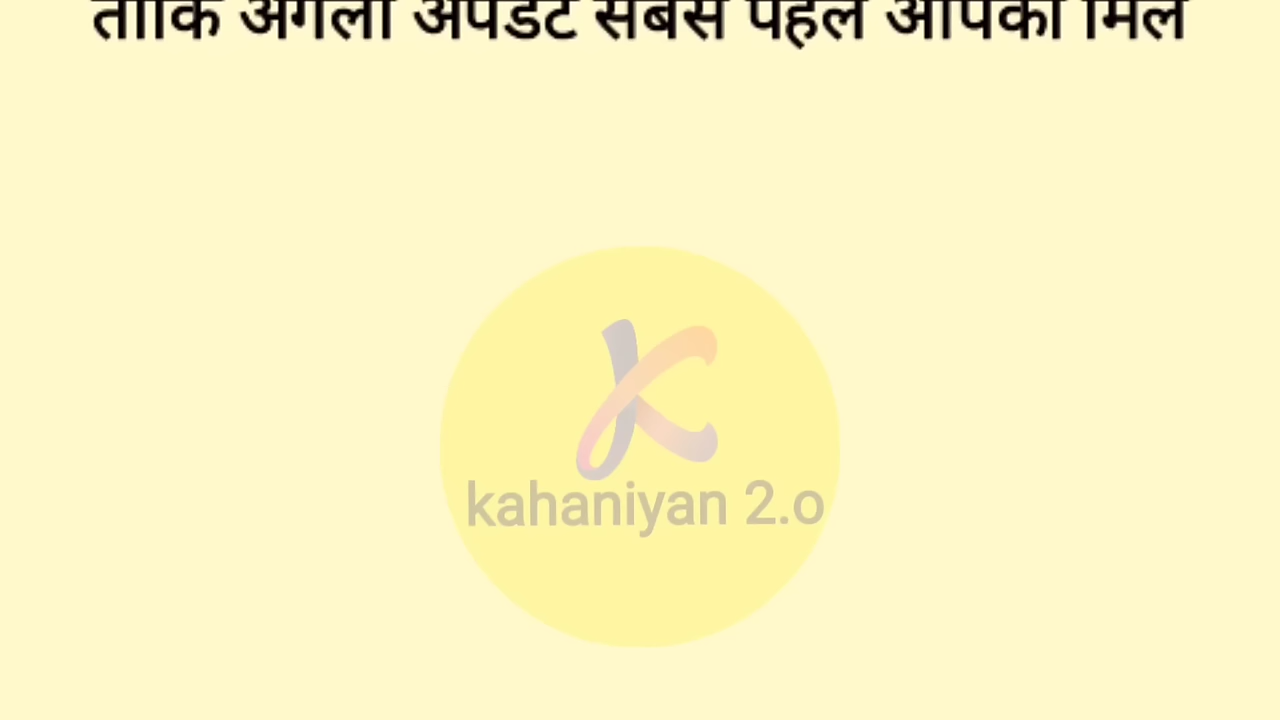 ताकि अगला अपडेट सबसे पहले आपको मिले
kahaniyan 2.o